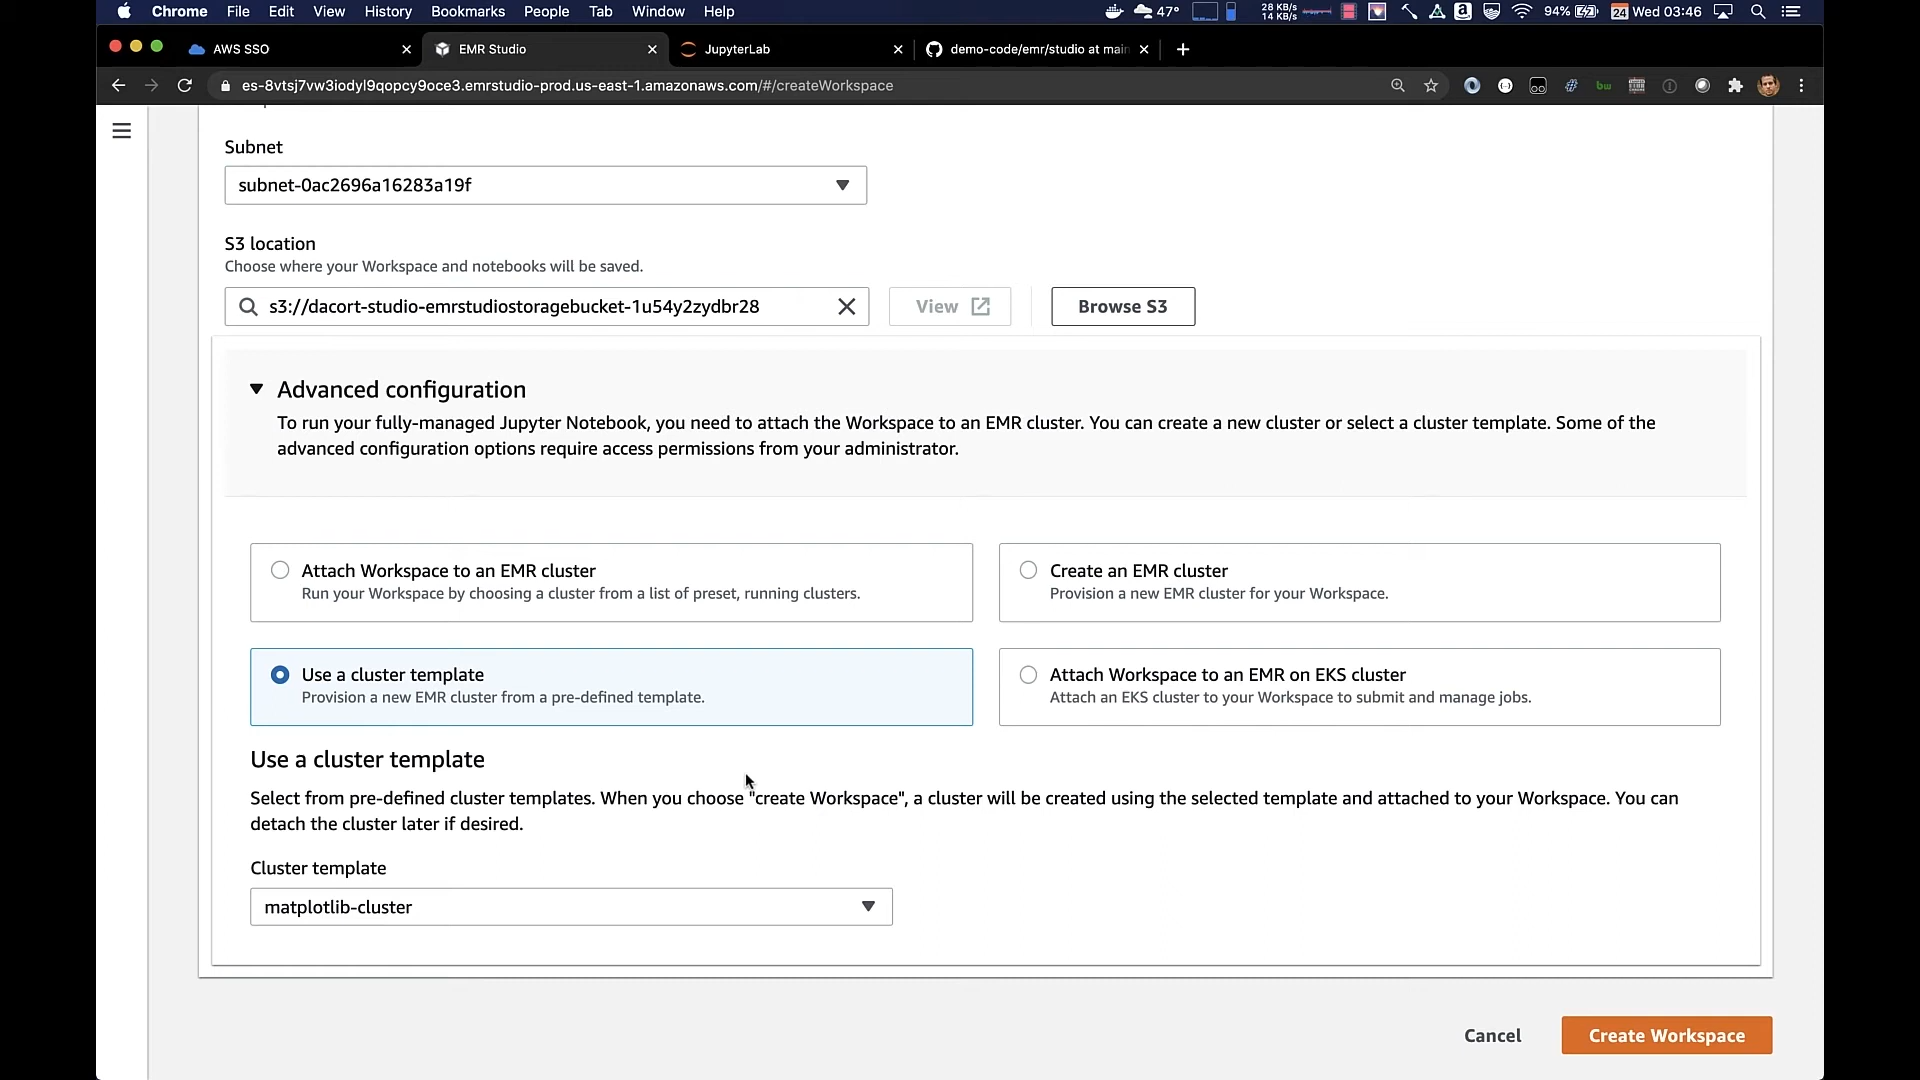 Chrome File Edit View History Bookmarks People Tab Window Help 47° 28 KB/s 14 KB/s 94% 24 Wed 03:46
AWS SSO EMR Studio JupyterLab demo-code/emr/studio at main
es-8vtsj7vw3iodyl9qopcy9oce3.emrstudio-prod.us-east-1.amazonaws.com/#/createWorkspace
Subnet
subnet-0ac2696a16283a19f
S3 location
Choose where your Workspace and notebooks will be saved.
s3://dacort-studio-emrstudiostoragebucket-1u54y2zydbr28 View Browse S3
Advanced configuration
To run your fully-managed Jupyter Notebook, you need to attach the Workspace to an EMR cluster. You can create a new cluster or select a cluster template. Some of the
advanced configuration options require access permissions from your administrator.
Attach Workspace to an EMR cluster
Run your Workspace by choosing a cluster from a list of preset, running clusters.
Create an EMR cluster
Provision a new EMR cluster for your Workspace.
Use a cluster template
Provision a new EMR cluster from a pre-defined template.
Attach Workspace to an EMR on EKS cluster
Attach an EKS cluster to your Workspace to submit and manage jobs.
Use a cluster template
Select from pre-defined cluster templates. When you choose "create Workspace", a cluster will be created using the selected template and attached to your Workspace. You can
detach the cluster later if desired.
Cluster template
matplotlib-cluster
Cancel Create Workspace